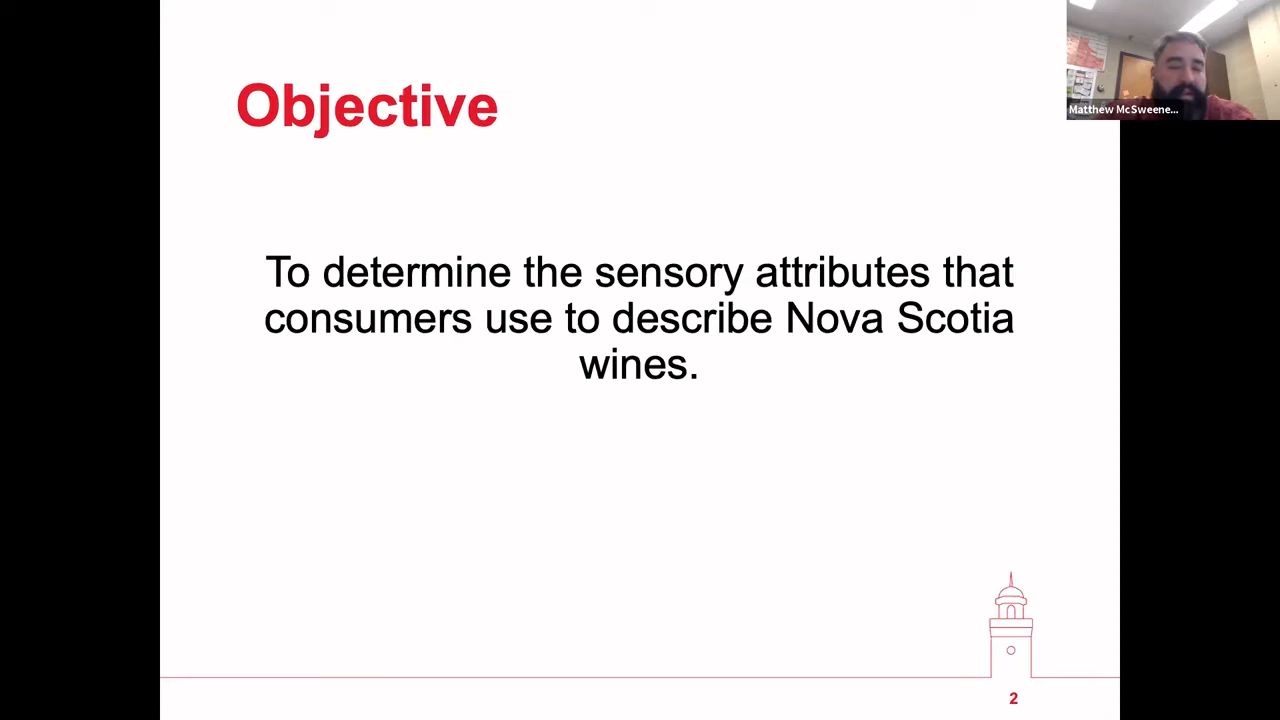 Objective
Matthew McSweene...
To determine the sensory attributes that
consumers use to describe Nova Scotia
wines.
2